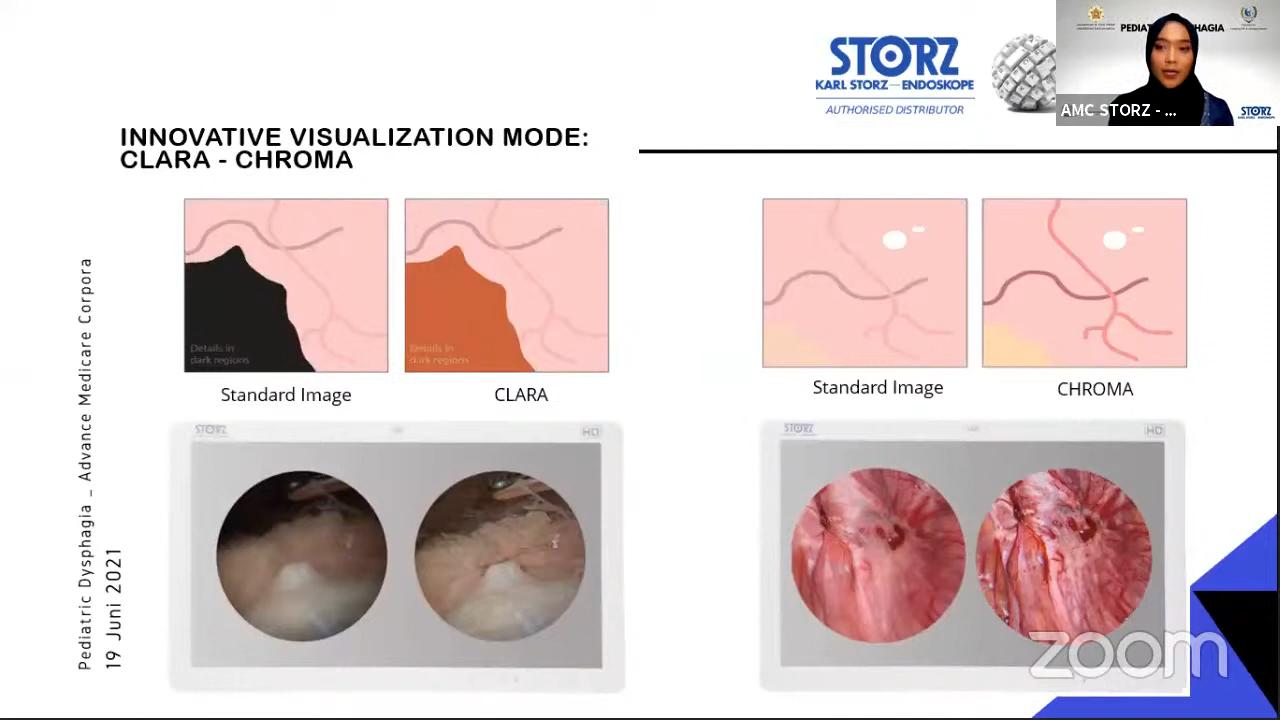 STORZ
KARL STORZ—ENDOSKOPE
AUTHORISED DISTRIBUTOR
AMC STORZ - ...
STORZ
INNOVATIVE VISUALIZATION MODE:
CLARA - CHROMA
Details in
dark regions
Details in
dark regions
Standard Image
CLARA
Standard Image
CHROMA
STORZ
HD
STORZ
HD
Pediatric Dysphagia _ Advance Medicare Corpora
19 Juni 2021
zoom